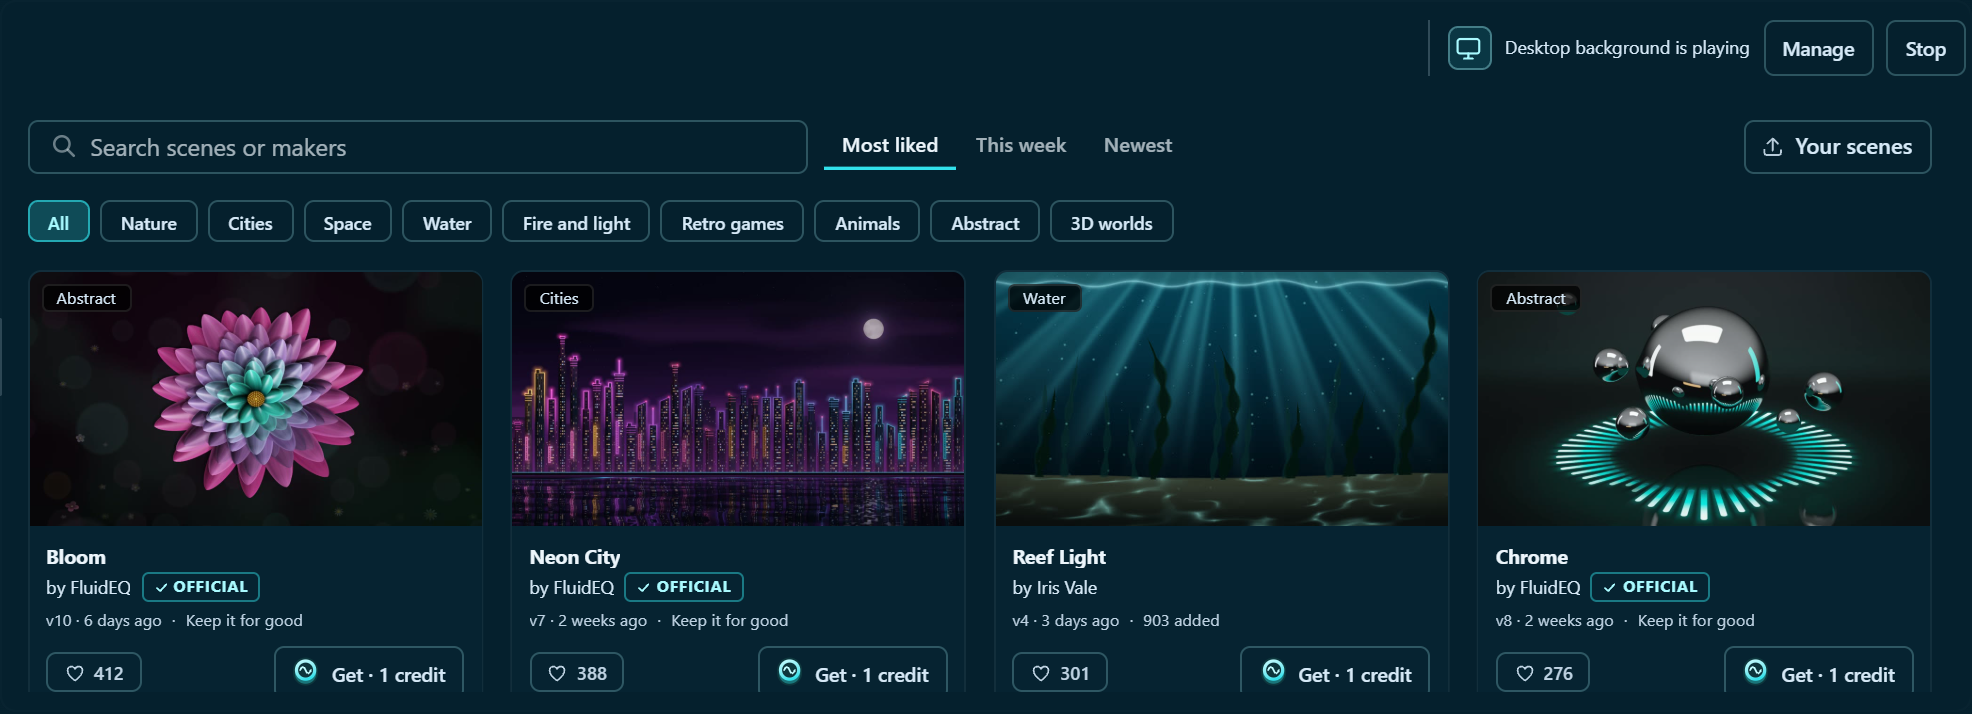 Desktop background is playing
Manage
Stop
Search scenes or makers
Most liked
This week
Newest
Your scenes
All
Nature
Cities
Space
Water
Fire and light
Retro games
Animals
Abstract
3D worlds
Abstract
Cities
Water
Abstract
Bloom
by FluidEQ ✓ OFFICIAL
v10 · 6 days ago · Keep it for good
412
Get · 1 credit
Neon City
by FluidEQ ✓ OFFICIAL
v7 · 2 weeks ago · Keep it for good
388
Get · 1 credit
Reef Light
by Iris Vale
v4 · 3 days ago · 903 added
301
Get · 1 credit
Chrome
by FluidEQ ✓ OFFICIAL
v8 · 2 weeks ago · Keep it for good
276
Get · 1 credit